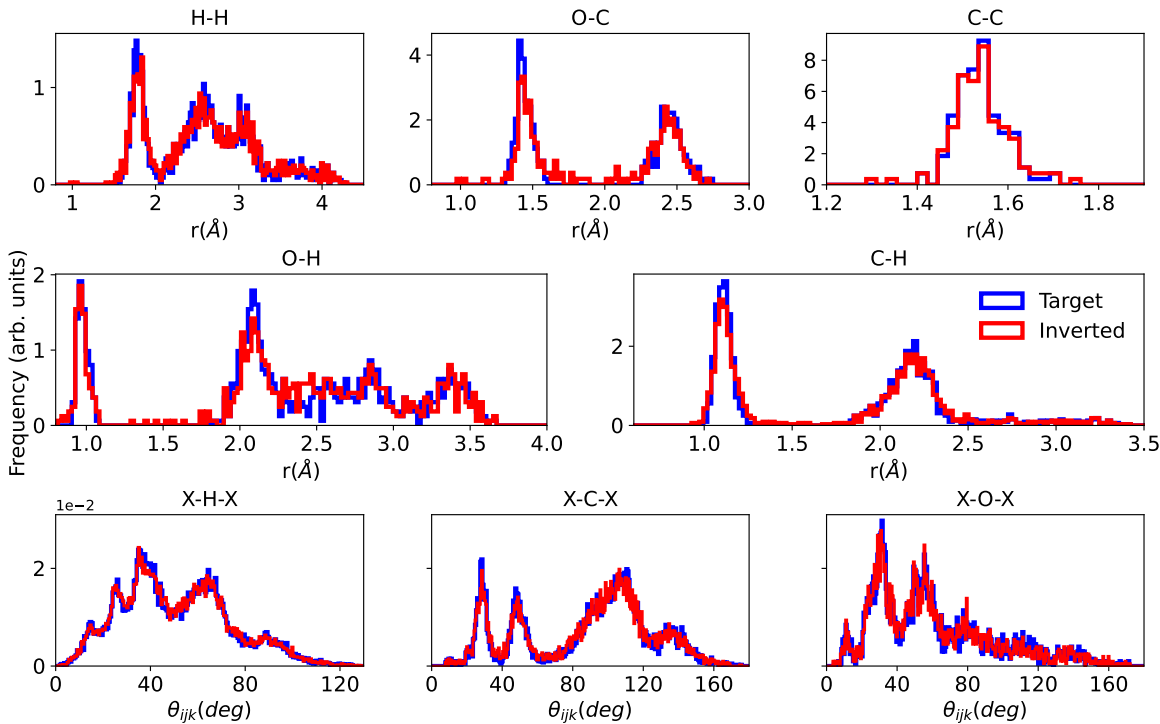 H-H
O-C
C-C
1
0
1
2
3
4
r(Å)
4
2
0
1.0
1.5
2.0
2.5
3.0
r(Å)
8
6
4
2
0
1.2
1.4
1.6
1.8
r(Å)
Frequency (arb. units)
O-H
2
1
0
1.0
1.5
2.0
2.5
3.0
3.5
4.0
r(Å)
C-H
2
0
1.0
1.5
2.0
2.5
3.0
3.5
r(Å)
Target
Inverted
X-H-X
1e-2
2
0
0
40
80
120
θijk(deg)
X-C-X
0
40
80
120
160
θijk(deg)
X-O-X
0
40
80
120
160
θijk(deg)